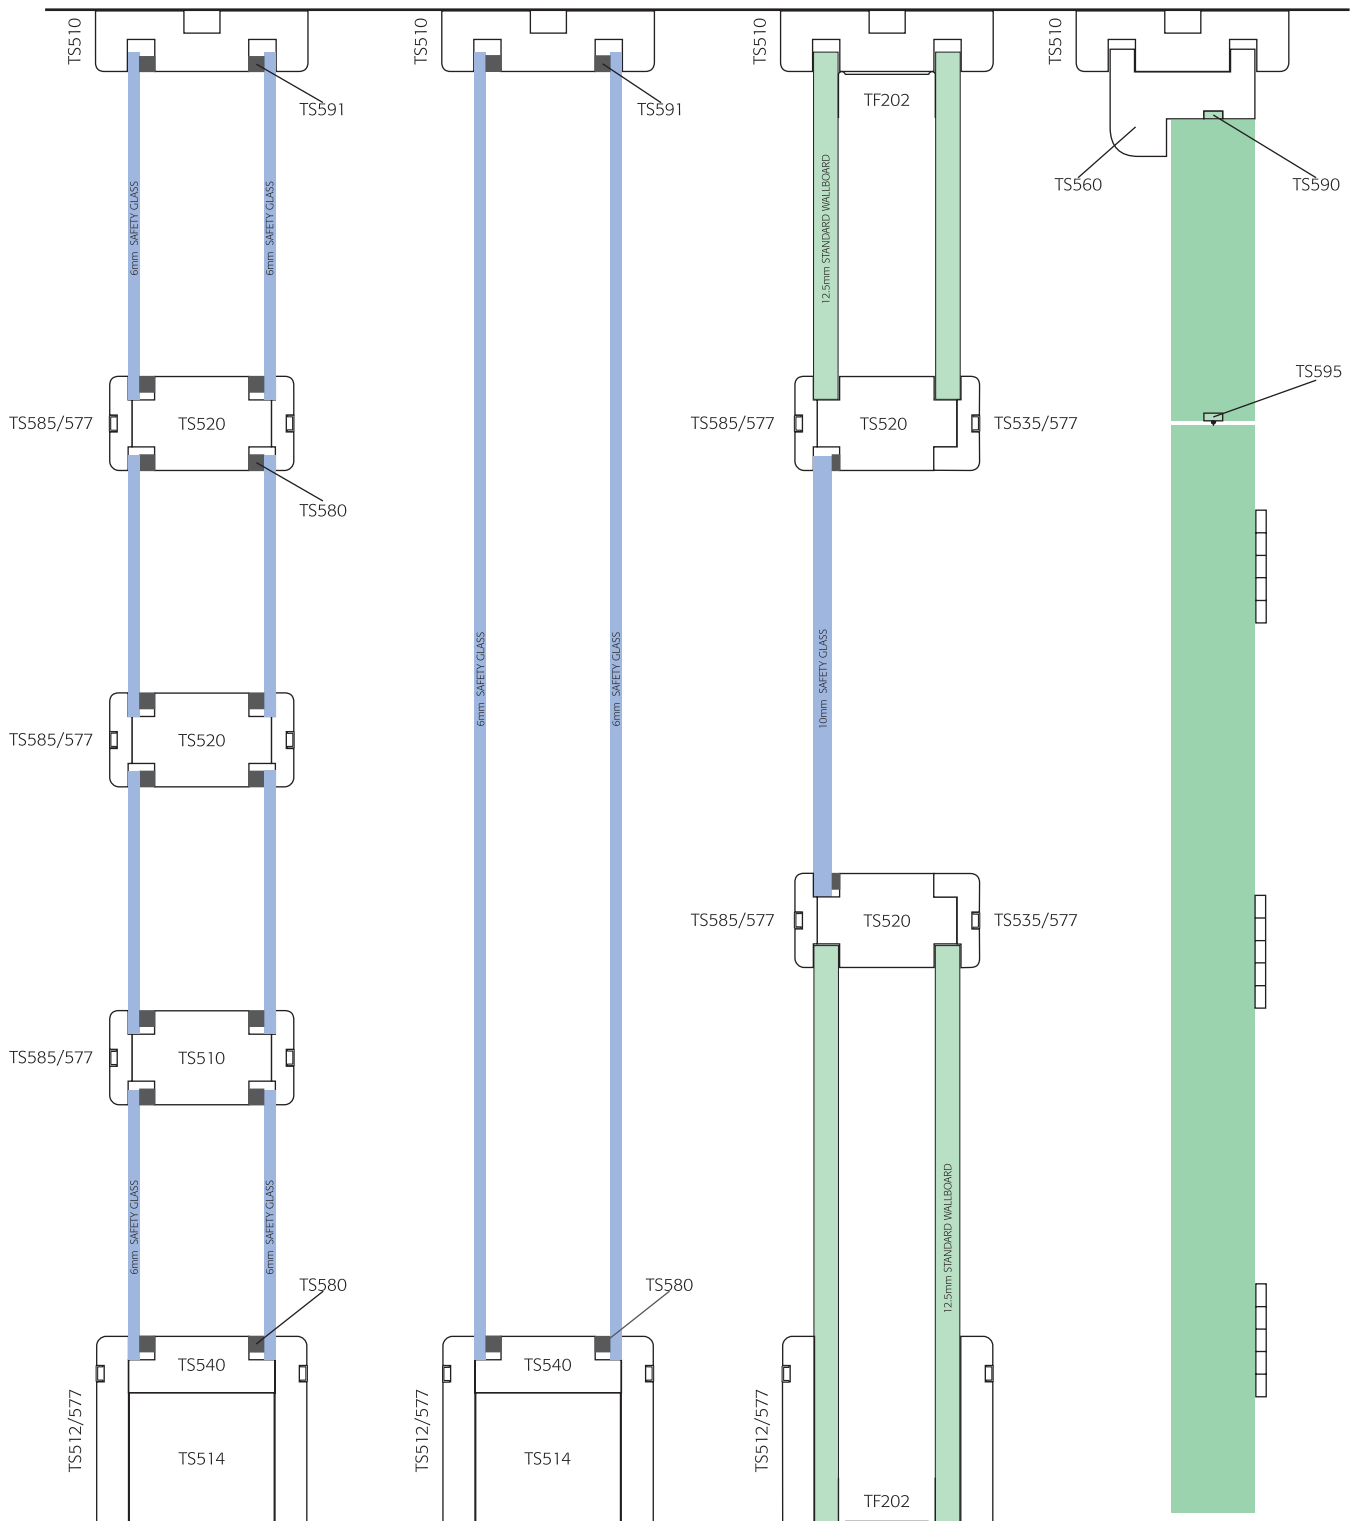 TS510
TS510
TS510
TS510
TS591
TS591
TF202
TS560
TS590
6mm SAFETY GLASS
6mm SAFETY GLASS
12.5mm STANDARD WALLBOARD
TS595
TS585/577
TS520
TS585/577
TS520
TS535/577
TS580
6mm SAFETY GLASS
6mm SAFETY GLASS
10mm SAFETY GLASS
TS585/577
TS520
TS585/577
TS520
TS535/577
TS585/577
TS510
6mm SAFETY GLASS
6mm SAFETY GLASS
12.5mm STANDARD WALLBOARD
TS580
TS580
TS540
TS540
TS512/577
TS512/577
TS512/577
TS514
TS514
TF202